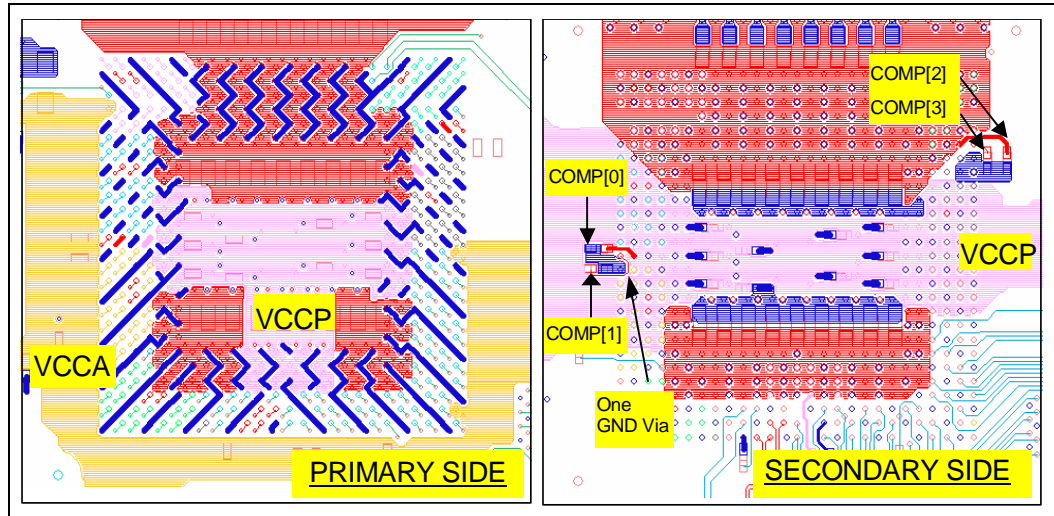 VCCA
VCCP
PRIMARY SIDE
COMP[2]
COMP[3]
COMP[0]
VCCP
COMP[1]
One
GND Via
SECONDARY SIDE